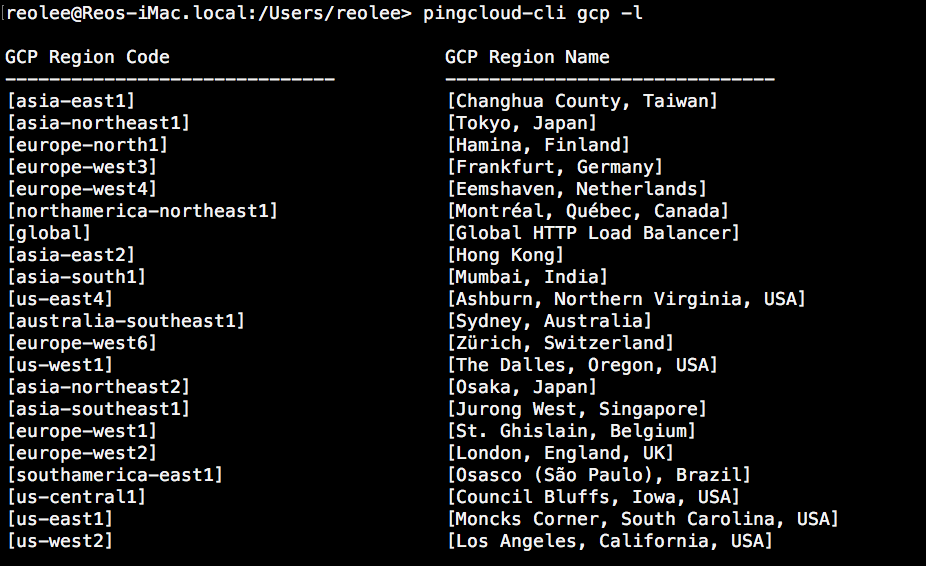 reolee@Reos-iMac.local:/Users/reolee> pingcloud-cli gcp -l
GCP Region Code                         GCP Region Name
------------------------------          ------------------------------
[asia-east1]                            [Changhua County, Taiwan]
[asia-northeast1]                       [Tokyo, Japan]
[europe-north1]                         [Hamina, Finland]
[europe-west3]                          [Frankfurt, Germany]
[europe-west4]                          [Eemshaven, Netherlands]
[northamerica-northeast1]               [Montréal, Québec, Canada]
[global]                                [Global HTTP Load Balancer]
[asia-east2]                            [Hong Kong]
[asia-south1]                           [Mumbai, India]
[us-east4]                              [Ashburn, Northern Virginia, USA]
[australia-southeast1]                  [Sydney, Australia]
[europe-west6]                          [Zürich, Switzerland]
[us-west1]                              [The Dalles, Oregon, USA]
[asia-northeast2]                       [Osaka, Japan]
[asia-southeast1]                       [Jurong West, Singapore]
[europe-west1]                          [St. Ghislain, Belgium]
[europe-west2]                          [London, England, UK]
[southamerica-east1]                    [Osasco (São Paulo), Brazil]
[us-central1]                           [Council Bluffs, Iowa, USA]
[us-east1]                              [Moncks Corner, South Carolina, USA]
[us-west2]                              [Los Angeles, California, USA]